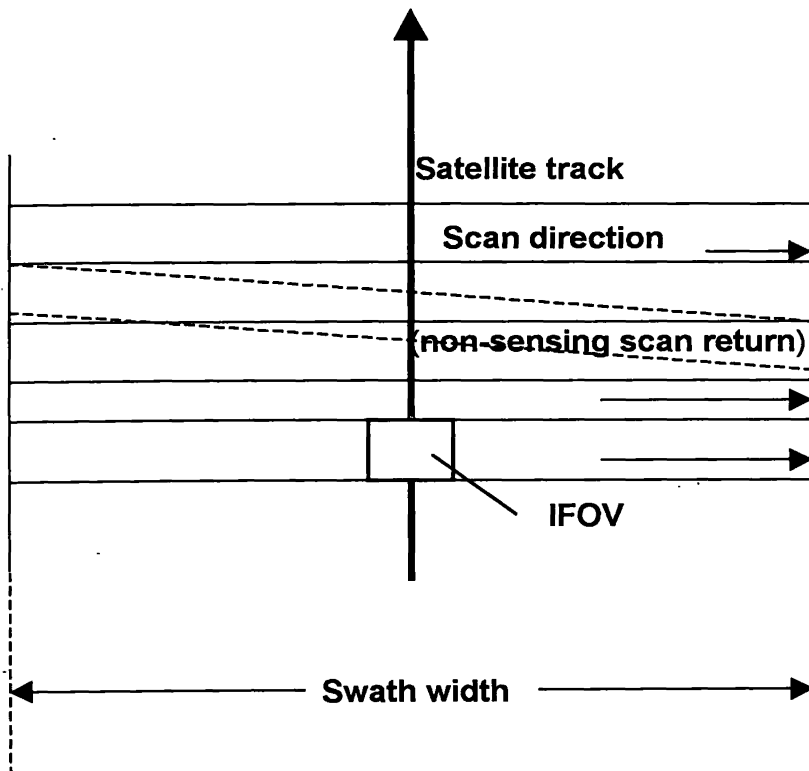 Satellite track
Scan direction
(non-sensing scan return)
IFOV
Swath width